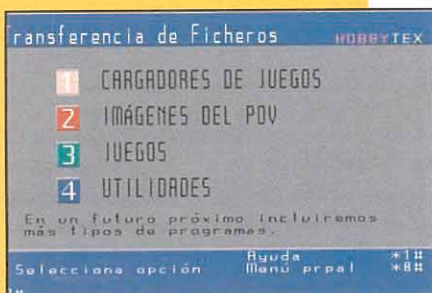 ransferencia de Ficheros HOBBYTEX
1 CARGADORES DE JUEGOS
2 IMÁGENES DEL POV
3 JUEGOS
4 UTILIDADES
En un futuro próximo incluiremos
más tipos de programas.
Ayuda *1#
Selecciona opción Menú prpal *8#
1#